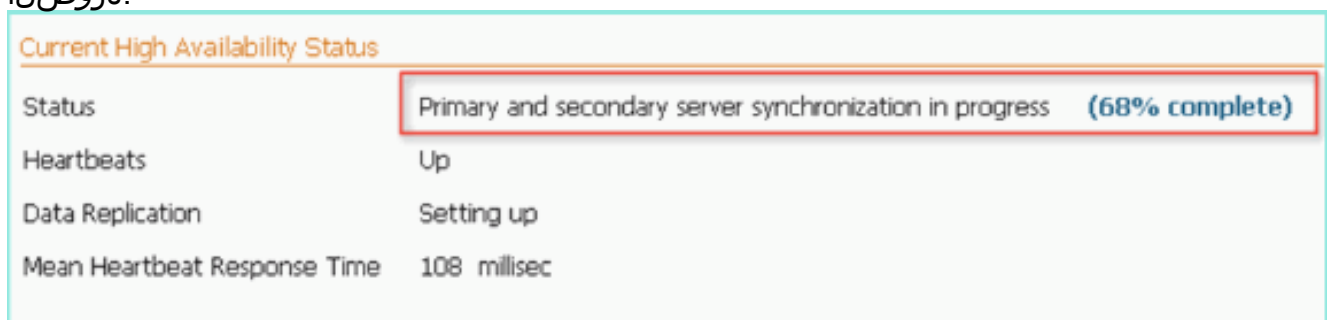 Current High Availability Status
Status Primary and secondary server synchronization in progress (68% complete)
Heartbeats Up
Data Replication Setting up
Mean Heartbeat Response Time 108 millisec